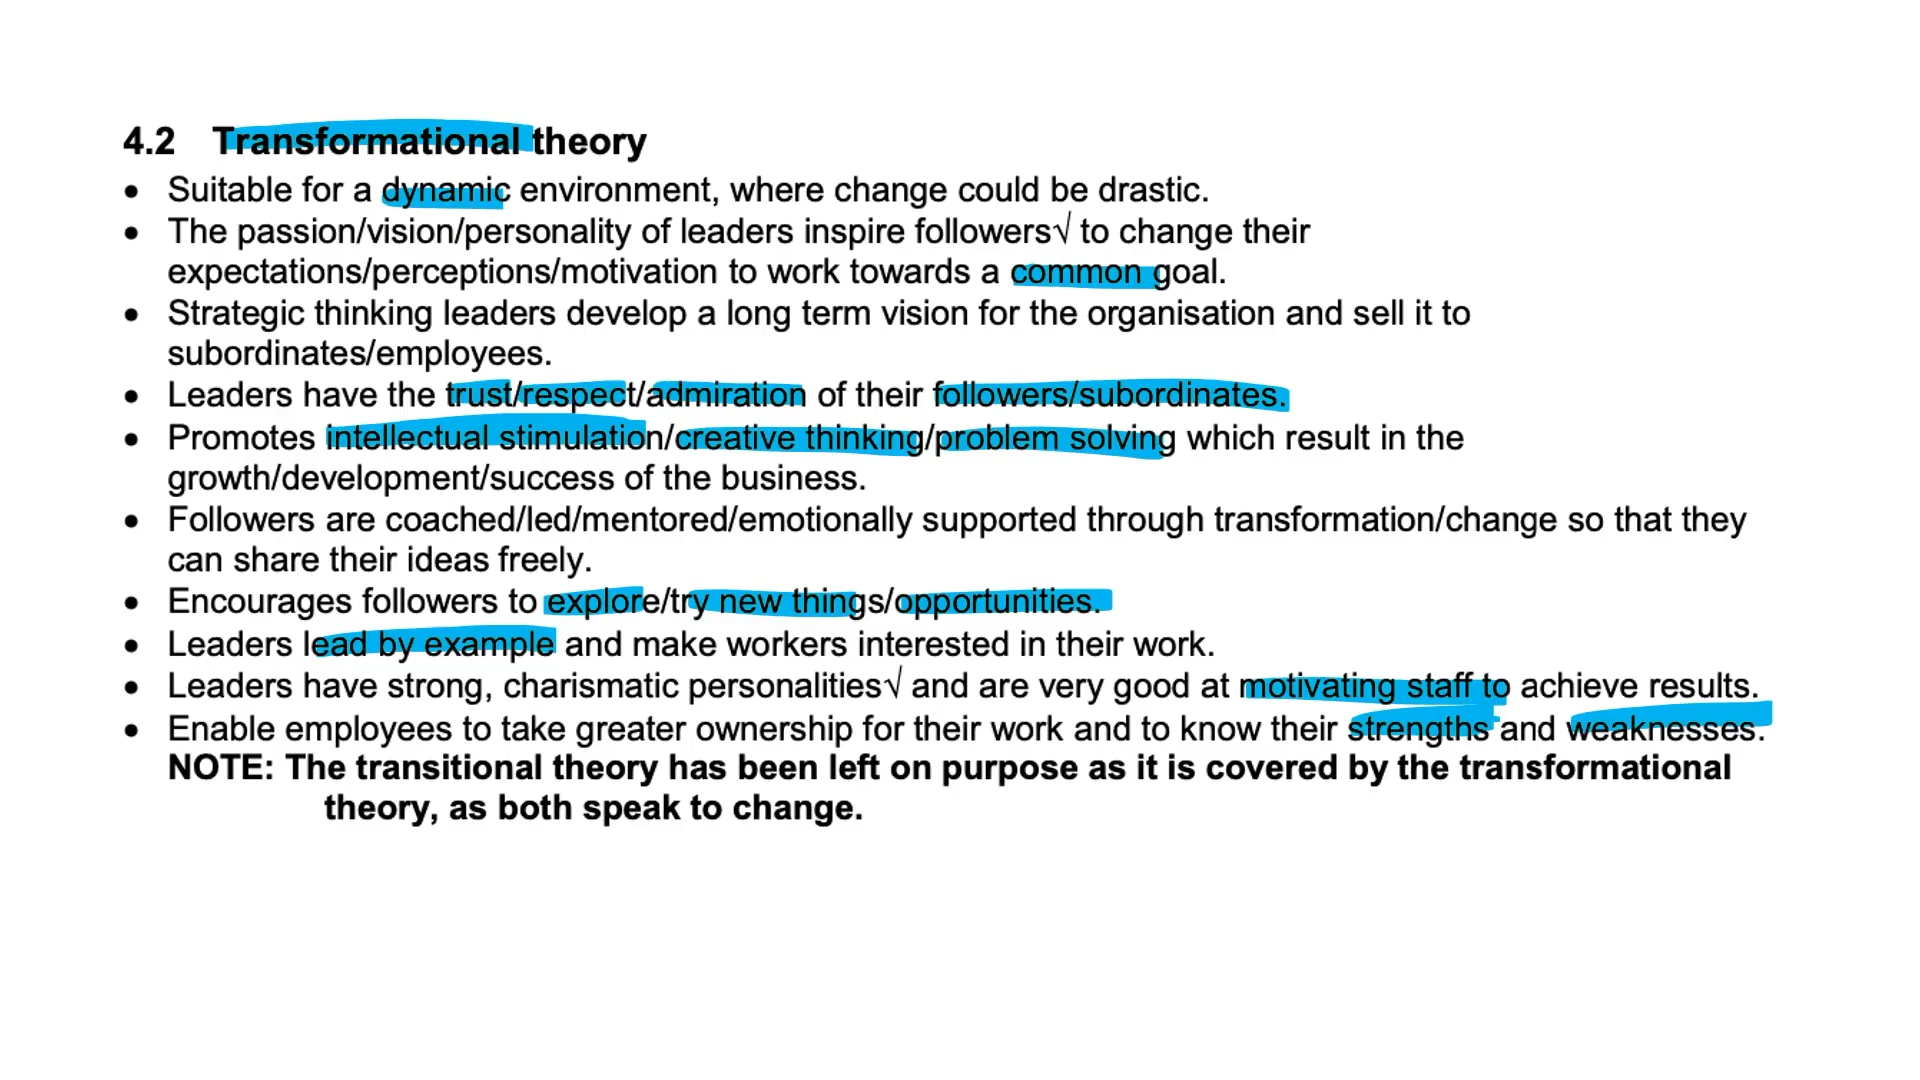 4.2 Transformational theory
• Suitable for a dynamic environment, where change could be drastic.
• The passion/vision/personality of leaders inspire followers√ to change their
expectations/perceptions/motivation to work towards a common goal.
• Strategic thinking leaders develop a long term vision for the organisation and sell it to
subordinates/employees.
• Leaders have the trust/respect/admiration of their followers/subordinates.
• Promotes intellectual stimulation/creative thinking/problem solving which result in the
growth/development/success of the business.
• Followers are coached/led/mentored/emotionally supported through transformation/change so that they
can share their ideas freely.
• Encourages followers to explore/try new things/opportunities.
• Leaders lead by example and make workers interested in their work.
• Leaders have strong, charismatic personalities√ and are very good at motivating staff to achieve results.
• Enable employees to take greater ownership for their work and to know their strengths and weaknesses.
NOTE: The transitional theory has been left on purpose as it is covered by the transformational
theory, as both speak to change.